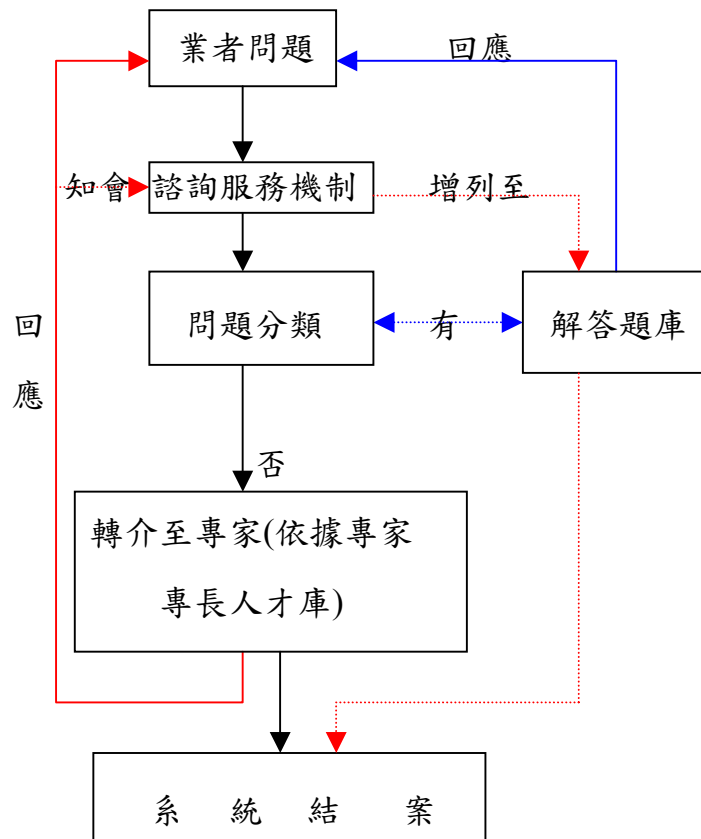 業者問題
回應
知會
諮詢服務機制
增列至
問題分類
有
解答題庫
回
應
否
轉介至專家(依據專家
專長人才庫)
系統結案